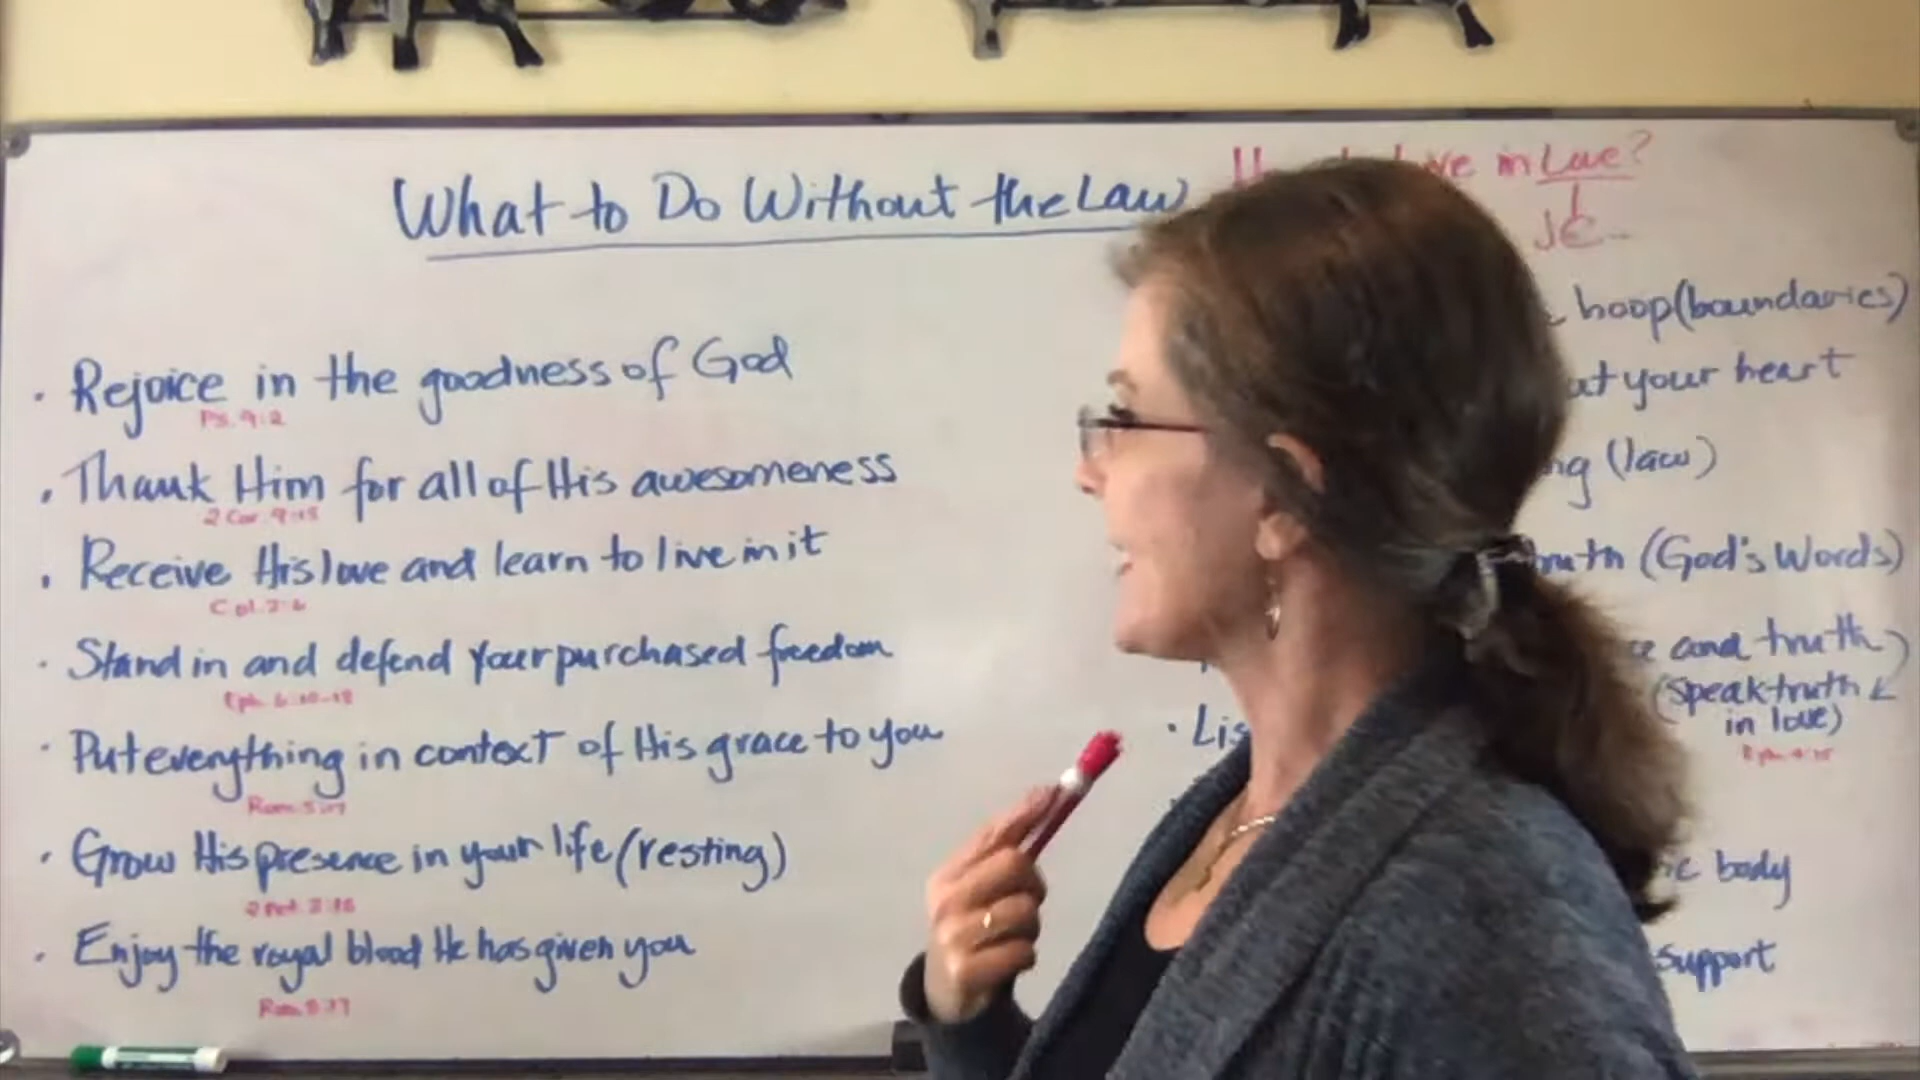 What to Do Without the Law
• Rejoice in the goodness of God
Ps. 9:2
• Thank Him for all of His awesomeness
2 Cor. 9:15
• Receive His love and learn to live in it
Col. 2:6
• Stand in and defend your purchased freedom
Eph. 6:10-18
• Put everything in context of His grace to you
Rom. 5:17
• Grow His presence in your life (resting)
2 Pet. 3:18
• Enjoy the royal blood He has given you
Rom. 8:17
in Love?
JC
hoop (boundaries)
your heart
(law)
(God's Words)
and truth
(speak truth
in love)
Eph. 4:15
body
support